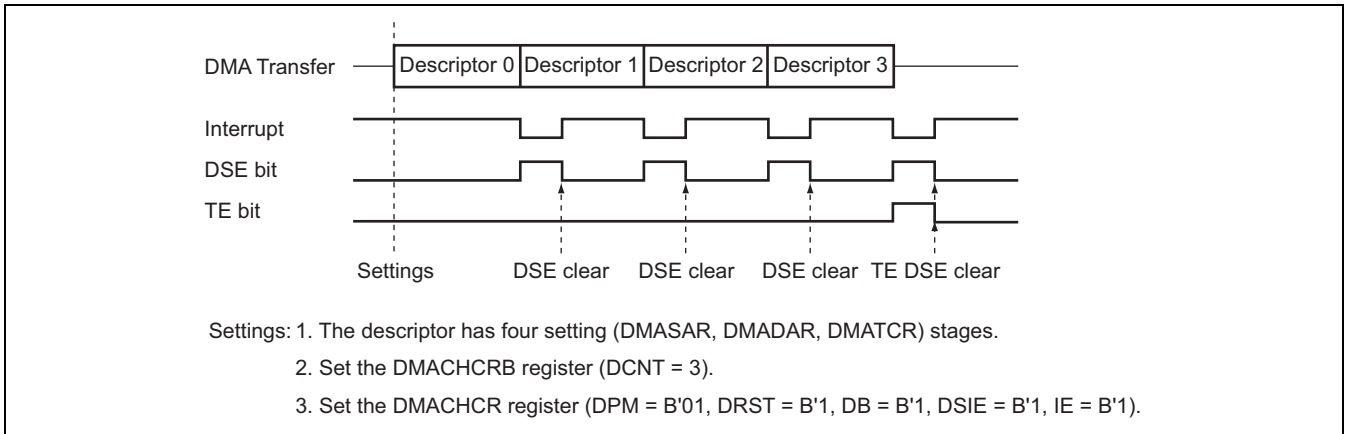 DMA Transfer Descriptor 0 Descriptor 1 Descriptor 2 Descriptor 3
Interrupt
DSE bit
TE bit
Settings DSE clear DSE clear DSE clear TE DSE clear
Settings: 1. The descriptor has four setting (DMASAR, DMADAR, DMATCR) stages.
2. Set the DMACHCRB register (DCNT = 3).
3. Set the DMACHCR register (DPM = B'01, DRST = B'1, DB = B'1, DSIE = B'1, IE = B'1).